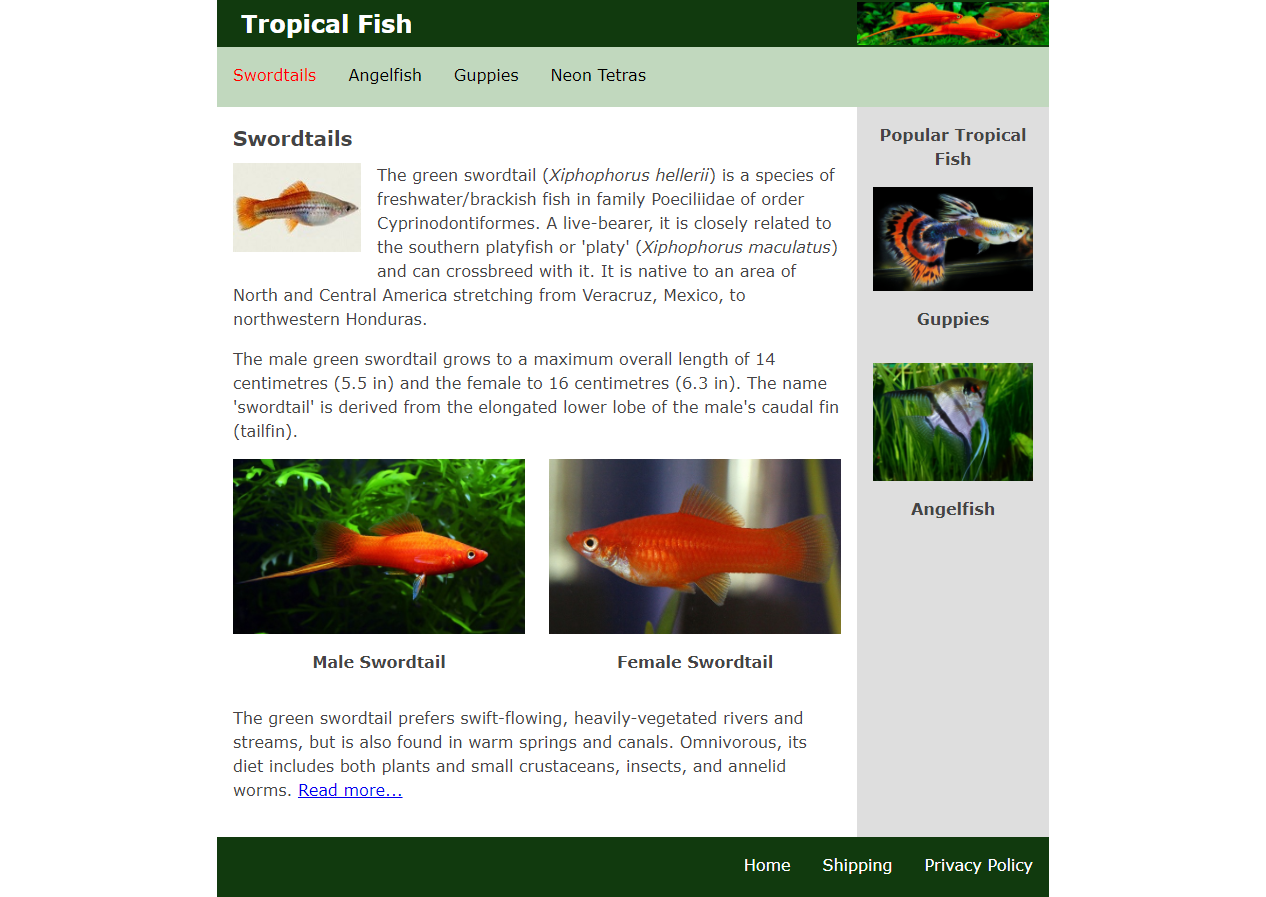 Tropical Fish
Swordtails Angelfish Guppies Neon Tetras
Swordtails
The green swordtail (Xiphophorus hellerii) is a species of
freshwater/brackish fish in family Poeciliidae of order
Cyprinodontiformes. A live-bearer, it is closely related to
the southern platyfish or 'platy' (Xiphophorus maculatus)
and can crossbreed with it. It is native to an area of
North and Central America stretching from Veracruz, Mexico, to
northwestern Honduras.
The male green swordtail grows to a maximum overall length of 14
centimetres (5.5 in) and the female to 16 centimetres (6.3 in). The name
'swordtail' is derived from the elongated lower lobe of the male's caudal fin
(tailfin).
Male Swordtail
Female Swordtail
The green swordtail prefers swift-flowing, heavily-vegetated rivers and
streams, but is also found in warm springs and canals. Omnivorous, its
diet includes both plants and small crustaceans, insects, and annelid
worms. Read more...
Popular Tropical
Fish
Guppies
Angelfish
Home Shipping Privacy Policy